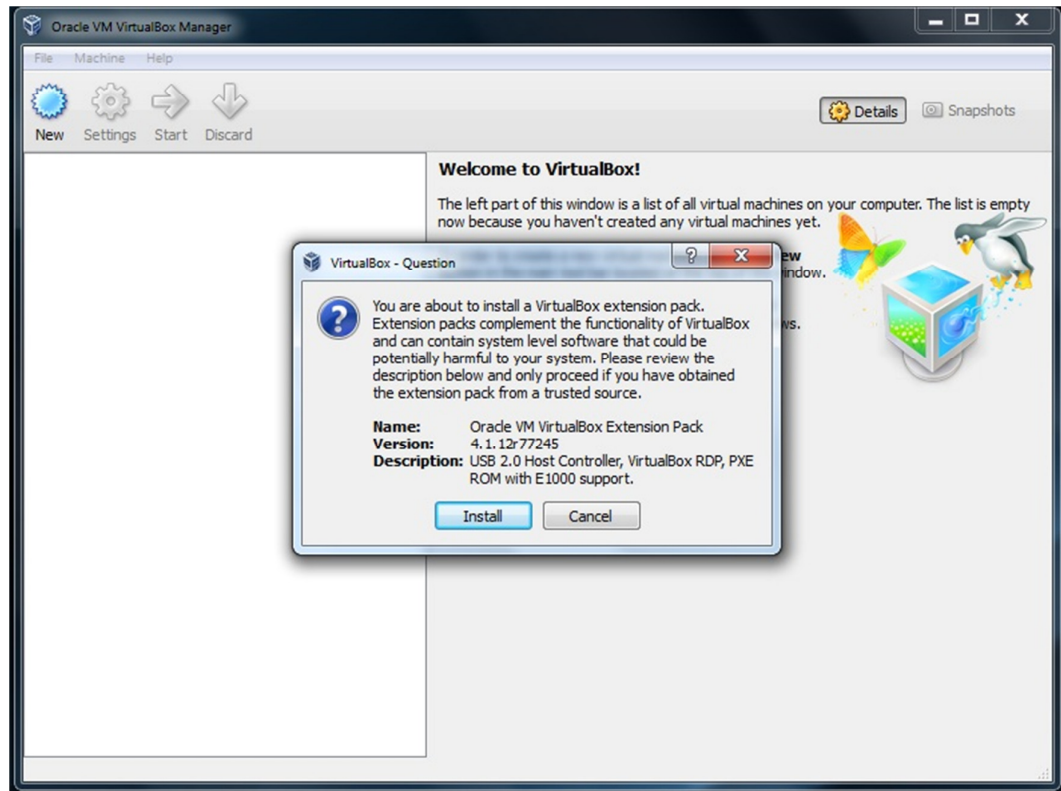 Oracle VM VirtualBox Manager
File Machine Help
New Settings Start Discard
Details Snapshots
Welcome to VirtualBox!
The left part of this window is a list of all virtual machines on your computer. The list is empty
now because you haven't created any virtual machines yet.
VirtualBox - Question
You are about to install a VirtualBox extension pack.
Extension packs complement the functionality of VirtualBox
and can contain system level software that could be
potentially harmful to your system. Please review the
description below and only proceed if you have obtained
the extension pack from a trusted source.
Name: Oracle VM VirtualBox Extension Pack
Version: 4.1.12r77245
Description: USB 2.0 Host Controller, VirtualBox RDP, PXE
ROM with E1000 support.
Install Cancel